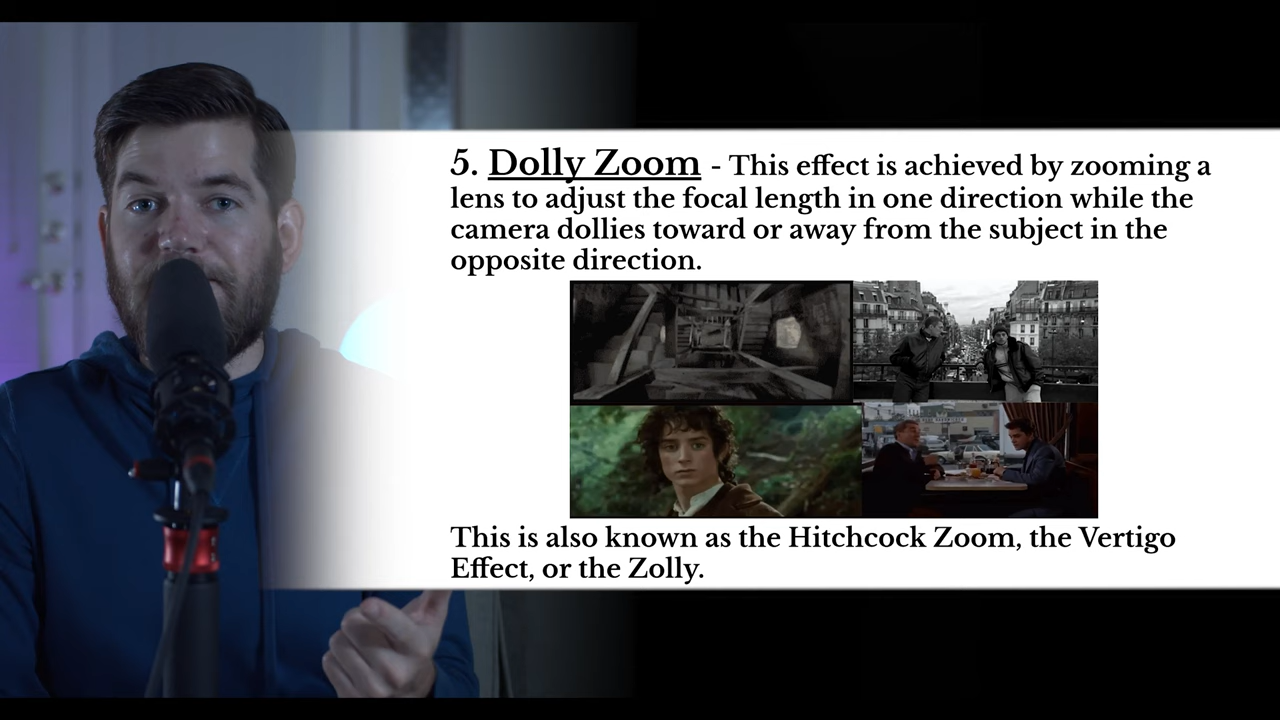 5. Dolly Zoom - This effect is achieved by zooming a
lens to adjust the focal length in one direction while the
camera dollies toward or away from the subject in the
opposite direction.
This is also known as the Hitchcock Zoom, the Vertigo
Effect, or the Zolly.